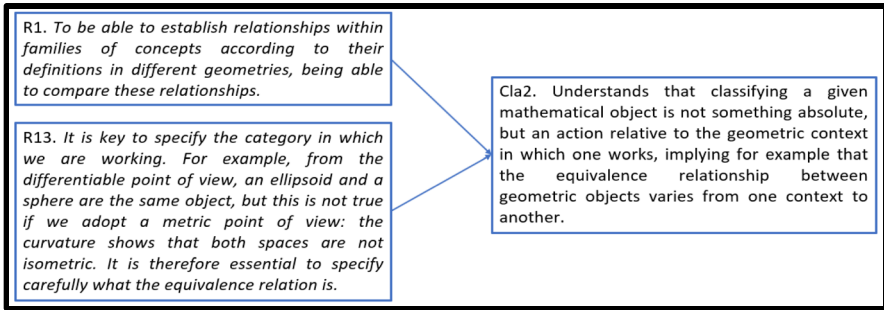 R1. To be able to establish relationships within
families of concepts according to their
definitions in different geometries, being able
to compare these relationships.
R13. It is key to specify the category in which
we are working. For example, from the
differentiable point of view, an ellipsoid and a
sphere are the same object, but this is not true
if we adopt a metric point of view: the
curvature shows that both spaces are not
isometric. It is therefore essential to specify
carefully what the equivalence relation is.
Cla2. Understands that classifying a given
mathematical object is not something absolute,
but an action relative to the geometric context
in which one works, implying for example that
the equivalence relationship between
geometric objects varies from one context to
another.